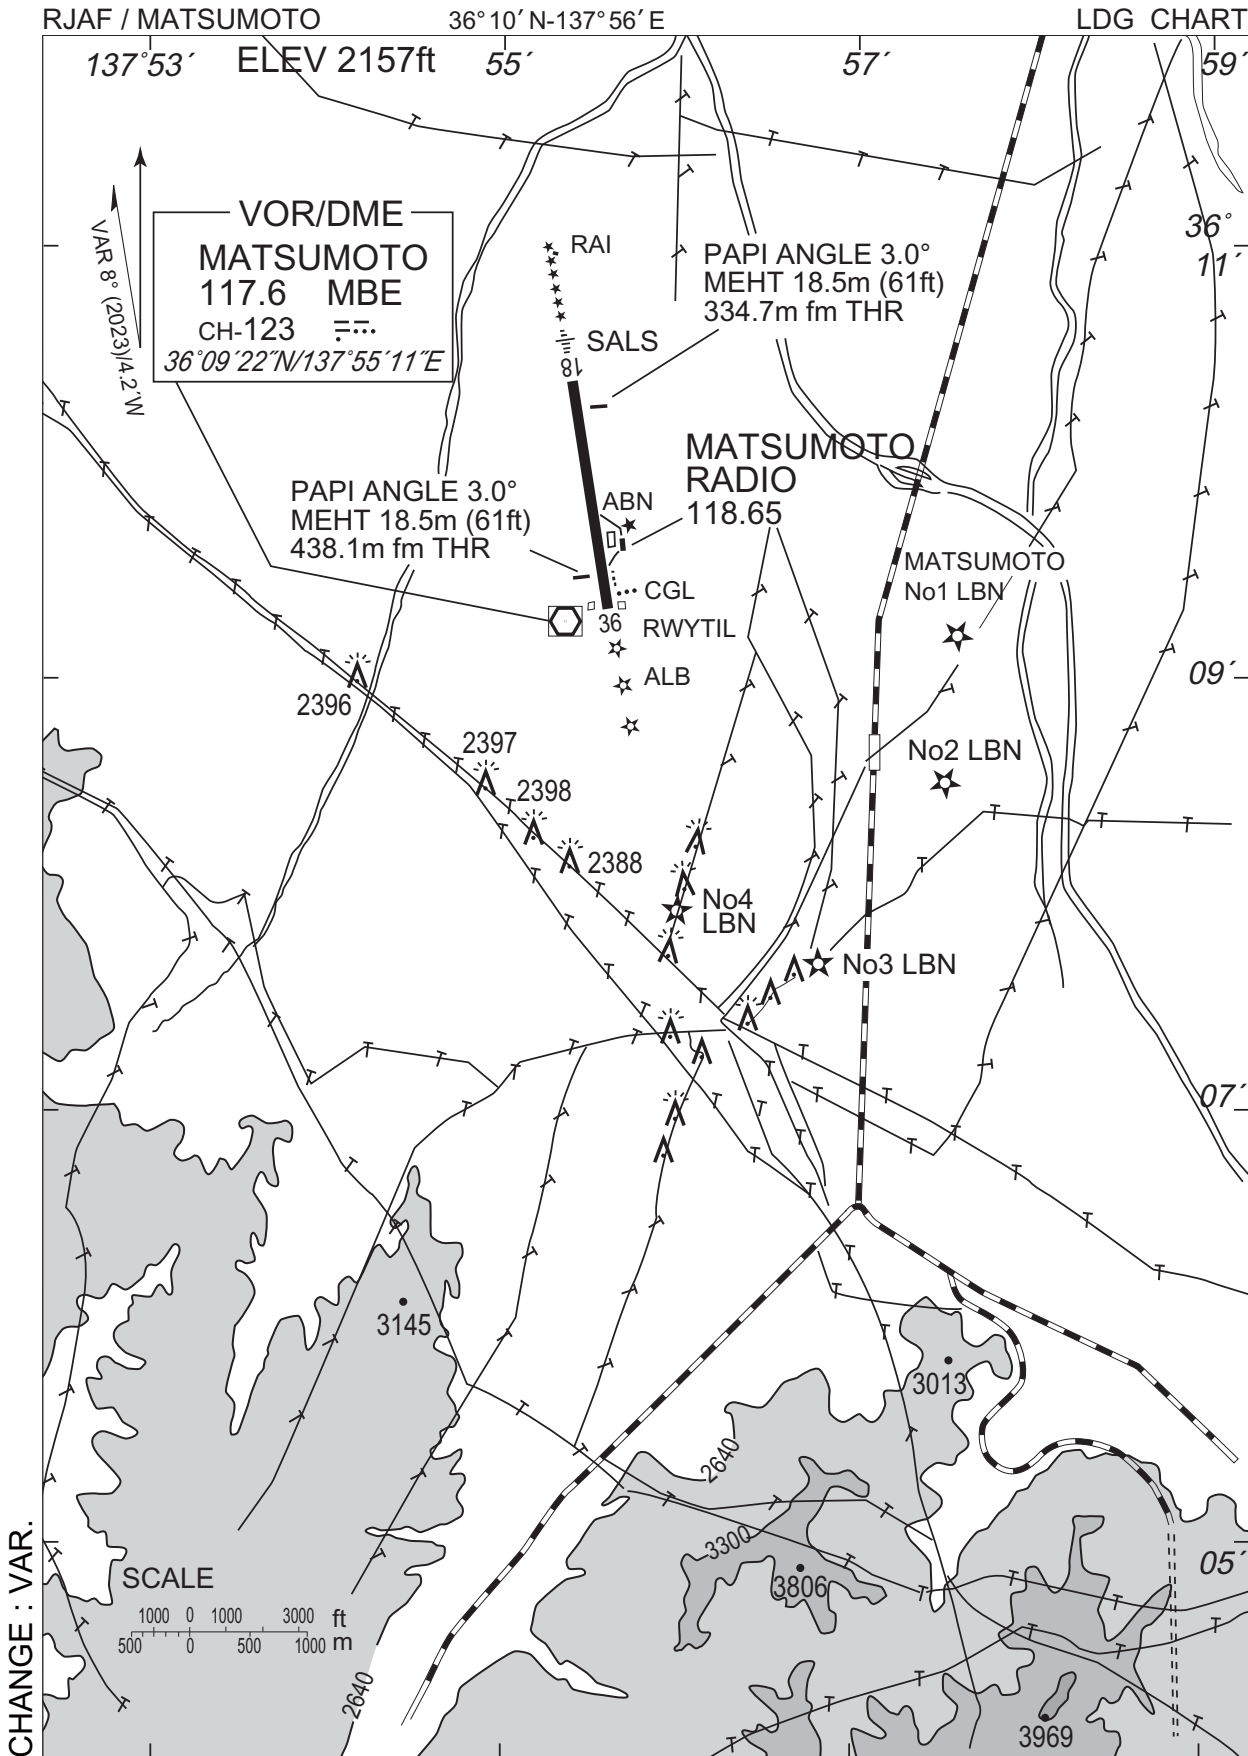 RJAF / MATSUMOTO
36°10′N-137°56′E
LDG CHART
137°53′
ELEV 2157ft
55′
57′
59′
VAR 8° (2023)/4.2′W
VOR/DME
MATSUMOTO
117.6 MBE
CH-123
36°09′22″N/137°55′11″E
RAI
36°
11′
PAPI ANGLE 3.0°
MEHT 18.5m (61ft)
334.7m fm THR
SALS
18
MATSUMOTO
RADIO
118.65
PAPI ANGLE 3.0°
MEHT 18.5m (61ft)
438.1m fm THR
ABN
MATSUMOTO
No1 LBN
CGL
36
RWYTIL
ALB
09′
2396
2397
2398
2388
No2 LBN
No4
LBN
No3 LBN
07′
3145
3013
2640
3300
3806
05′
SCALE
1000 0 1000 3000 ft
500 0 500 1000 m
2640
3969
CHANGE : VAR.